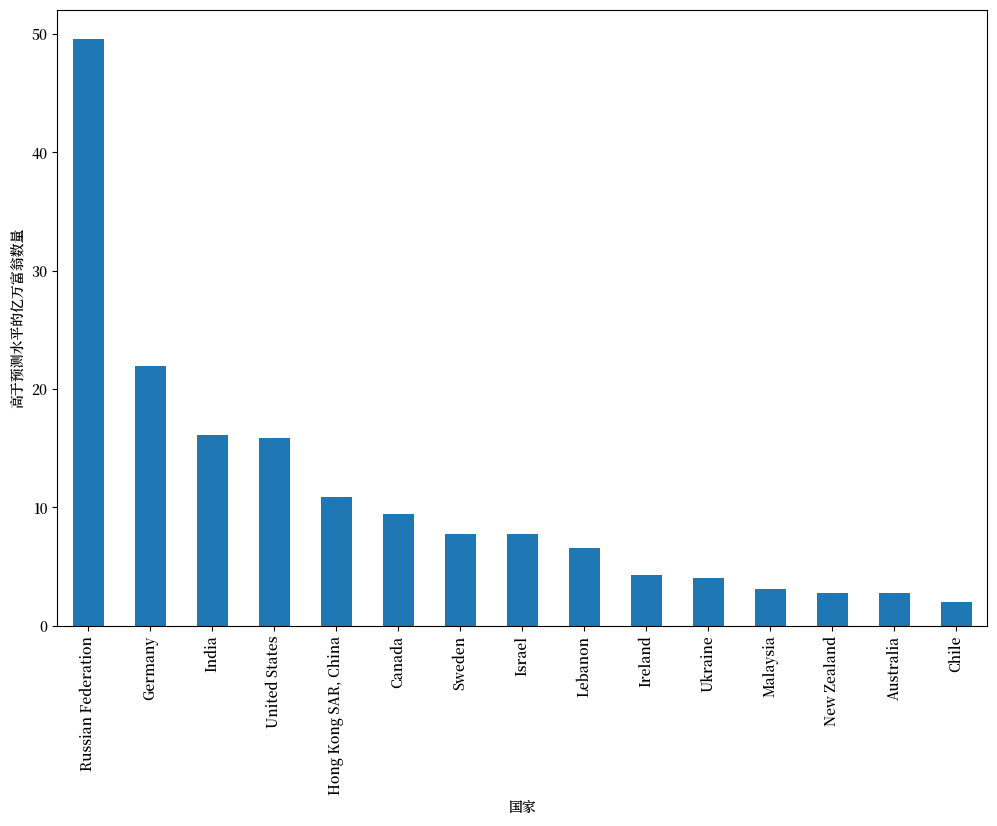 高于预测水平的亿万富翁数量
50
40
30
20
10
0
Russian Federation
Germany
India
United States
Hong Kong SAR, China
Canada
Sweden
Israel
Lebanon
Ireland
Ukraine
Malaysia
New Zealand
Australia
Chile
国家